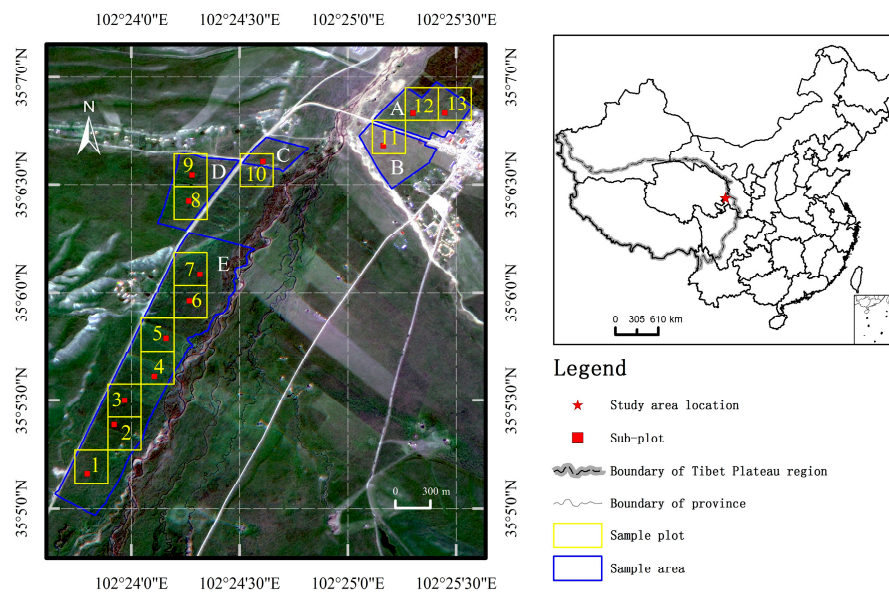 102°24'0"E 102°24'30"E 102°25'0"E 102°25'30"E
35°7'0"N
35°6'30"N
35°6'0"N
35°5'30"N
35°5'0"N
N
A 12 13
11
B
C
10
D
9
8
E
7
6
5
4
3
2
1
0 300 m
35°7'0"N
35°6'30"N
35°6'0"N
35°5'30"N
35°5'0"N
102°24'0"E 102°24'30"E 102°25'0"E 102°25'30"E
0 305 610 km
Legend
Study area location
Sub-plot
Boundary of Tibet Plateau region
Boundary of province
Sample plot
Sample area